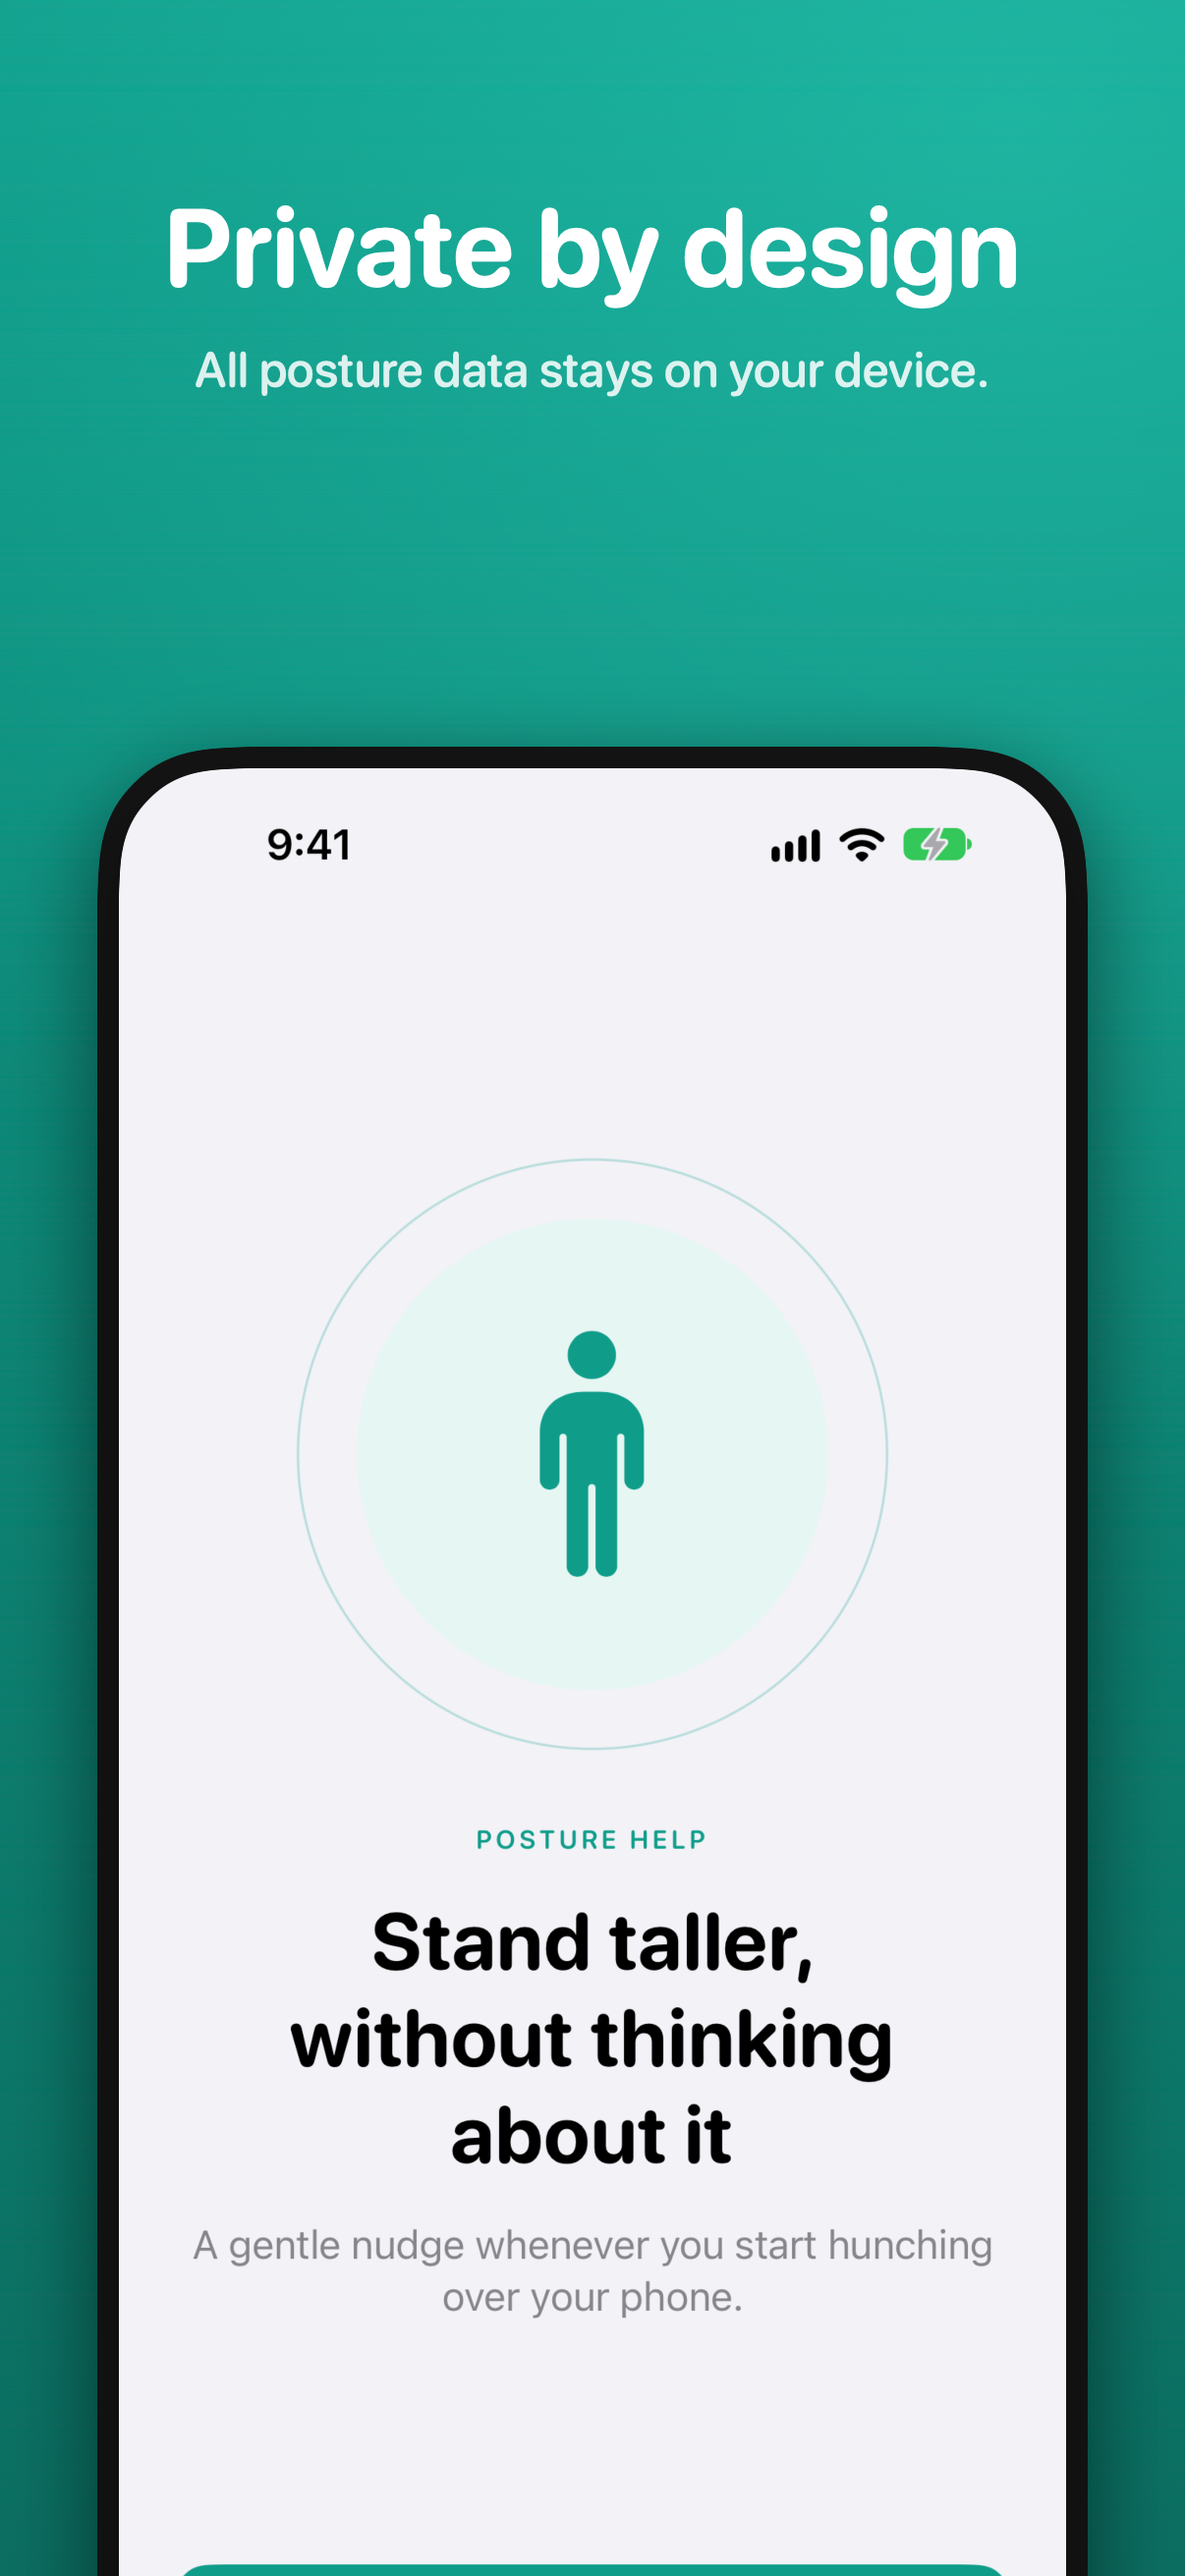 Private by design
All posture data stays on your device.
9:41
POSTURE HELP
Stand taller,
without thinking
about it
A gentle nudge whenever you start hunching
over your phone.